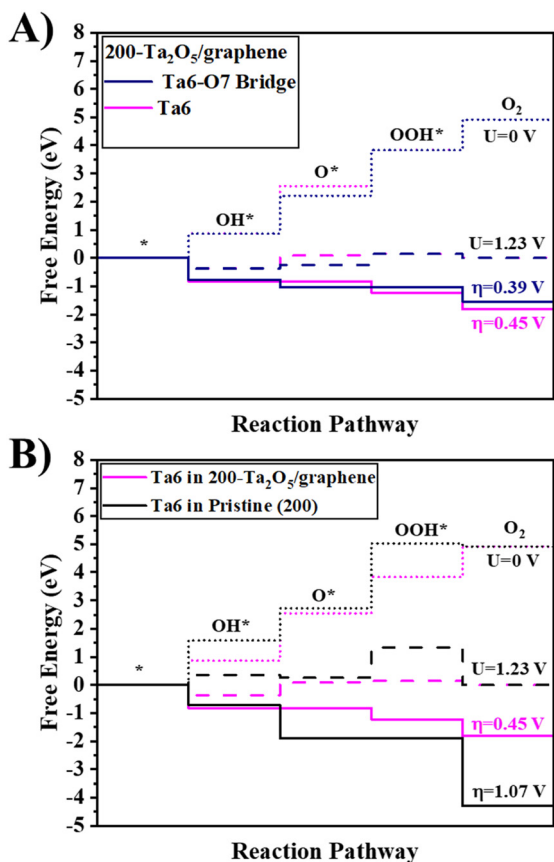 A)
200-Ta₂O₅/graphene
Ta6-O7 Bridge
Ta6
Free Energy (eV)
8
7
6
5
4
3
2
1
0
-1
-2
-3
-4
-5
*
OH*
O*
OOH*
O₂
U=0 V
U=1.23 V
η=0.39 V
η=0.45 V
Reaction Pathway
B)
Ta6 in 200-Ta₂O₅/graphene
Ta6 in Pristine (200)
Free Energy (eV)
8
7
6
5
4
3
2
1
0
-1
-2
-3
-4
-5
*
OH*
O*
OOH*
O₂
U=0 V
U=1.23 V
η=0.45 V
η=1.07 V
Reaction Pathway